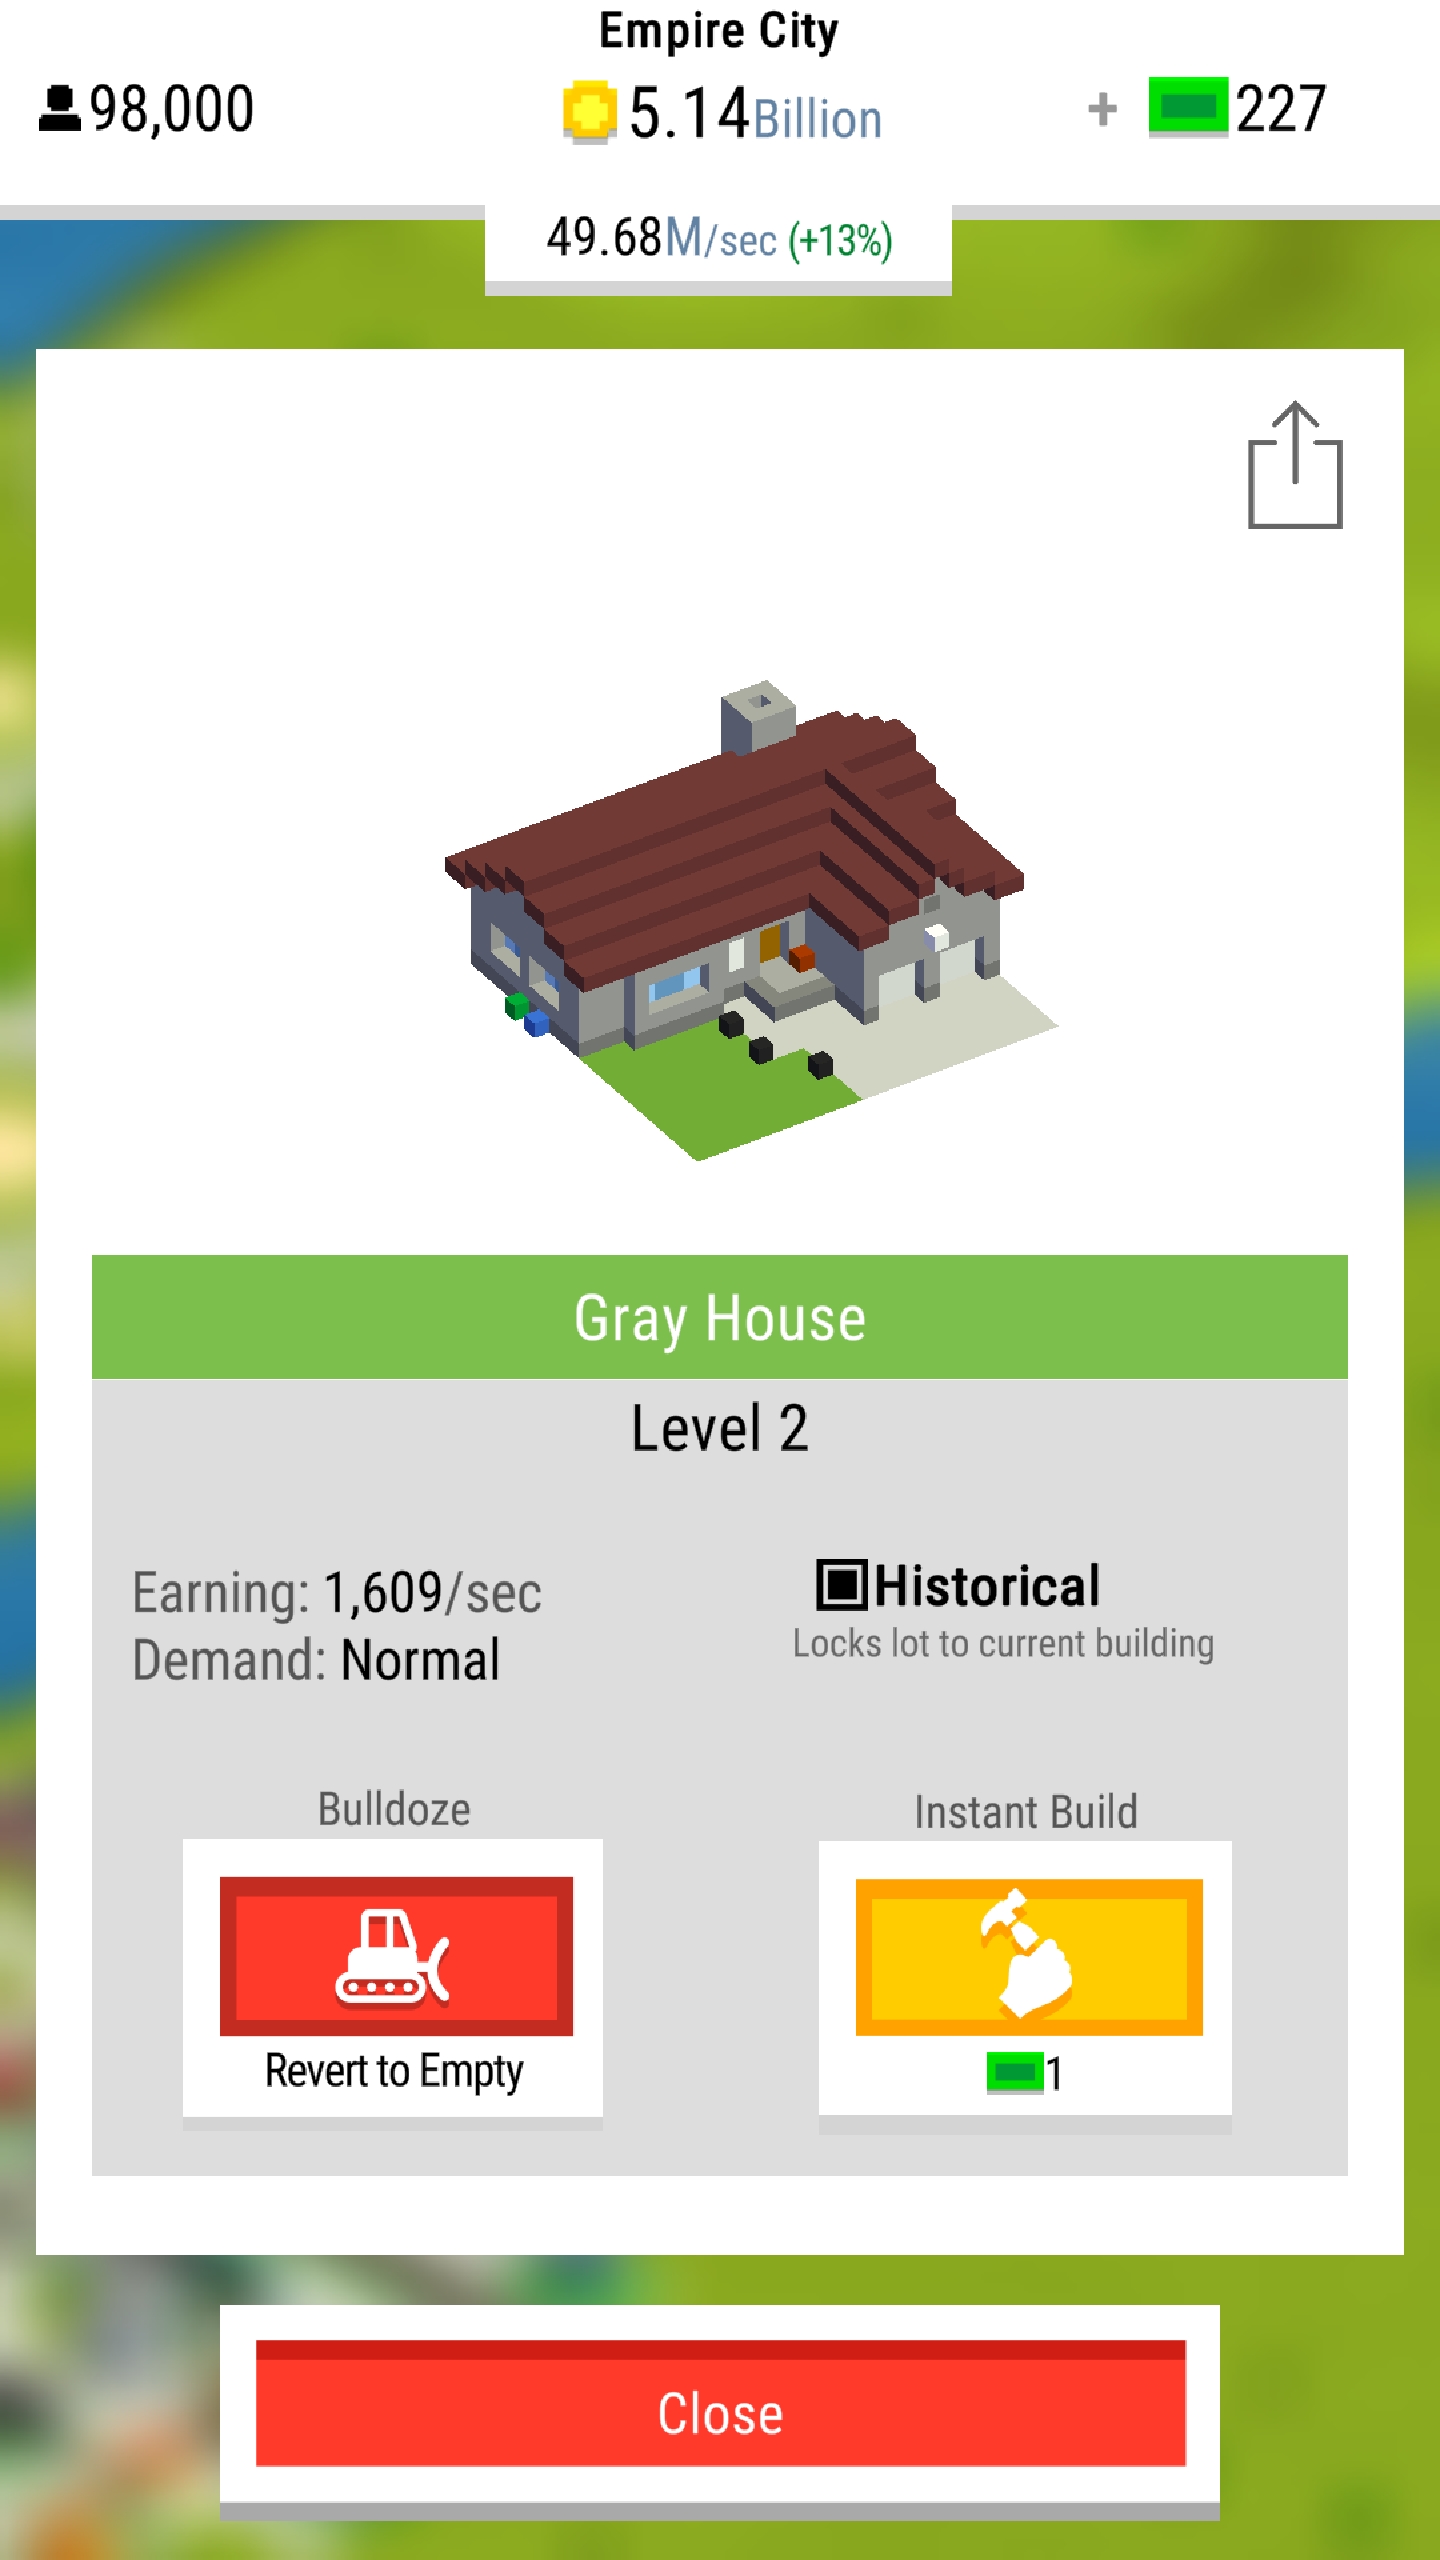 Empire City
98,000
5.14Billion
+ 227
49.68M/sec (+13%)
Gray House
Level 2
Earning: 1,609/sec
Demand: Normal
Historical
Locks lot to current building
Bulldoze
Revert to Empty
Instant Build
1
Close